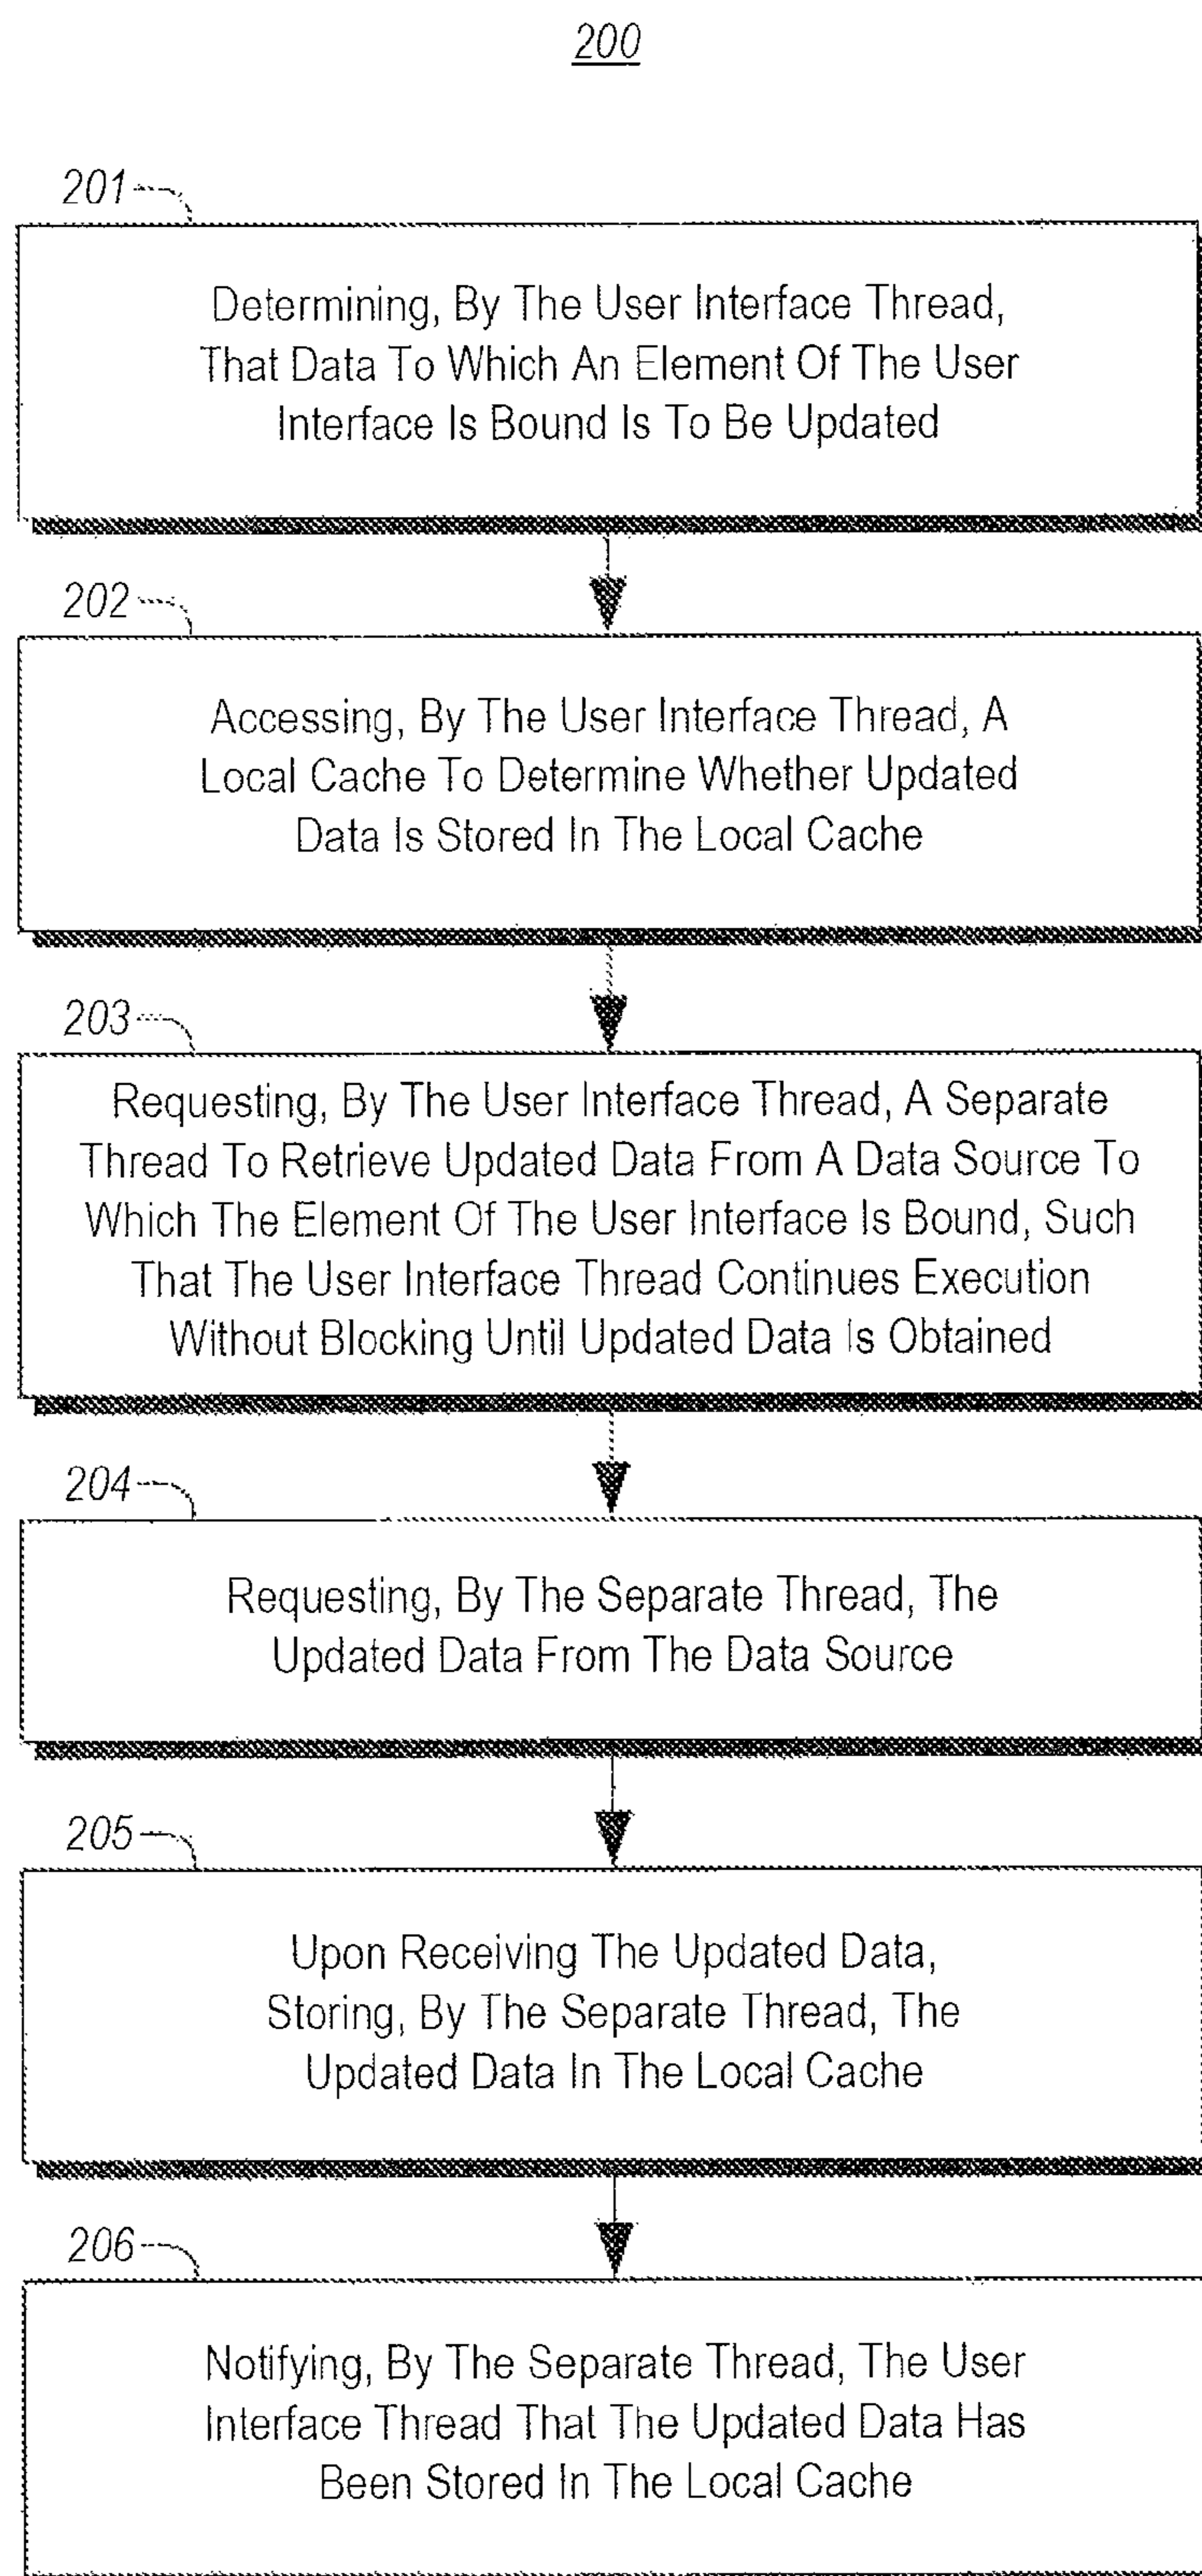 200
201
Determining, By The User Interface Thread,
That Data To Which An Element Of The User
Interface Is Bound Is To Be Updated
202
Accessing, By The User Interface Thread, A
Local Cache To Determine Whether Updated
Data Is Stored In The Local Cache
203
Requesting, By The User Interface Thread, A Separate
Thread To Retrieve Updated Data From A Data Source To
Which The Element Of The User Interface Is Bound, Such
That The User Interface Thread Continues Execution
Without Blocking Until Updated Data Is Obtained
204
Requesting, By The Separate Thread, The
Updated Data From The Data Source
205
Upon Receiving The Updated Data,
Storing, By The Separate Thread, The
Updated Data In The Local Cache
206
Notifying, By The Separate Thread, The User
Interface Thread That The Updated Data Has
Been Stored In The Local Cache